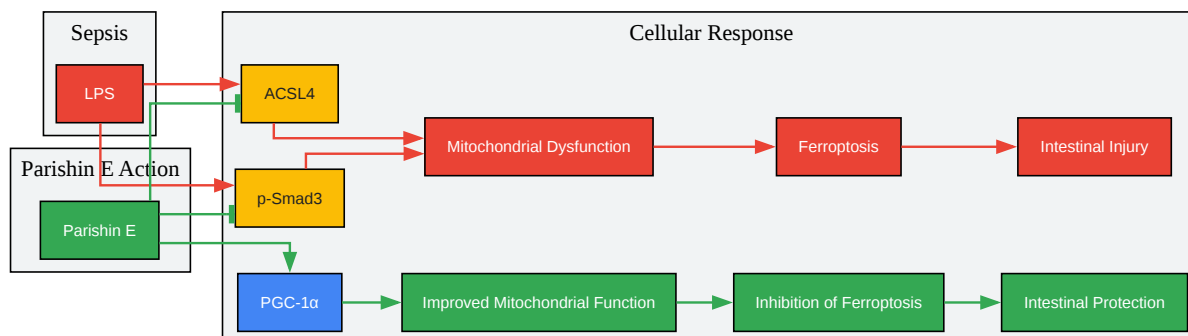 Sepsis
LPS
Parishin E Action
Parishin E
Cellular Response
ACSL4
p-Smad3
PGC-1α
Mitochondrial Dysfunction
Ferroptosis
Intestinal Injury
Improved Mitochondrial Function
Inhibition of Ferroptosis
Intestinal Protection